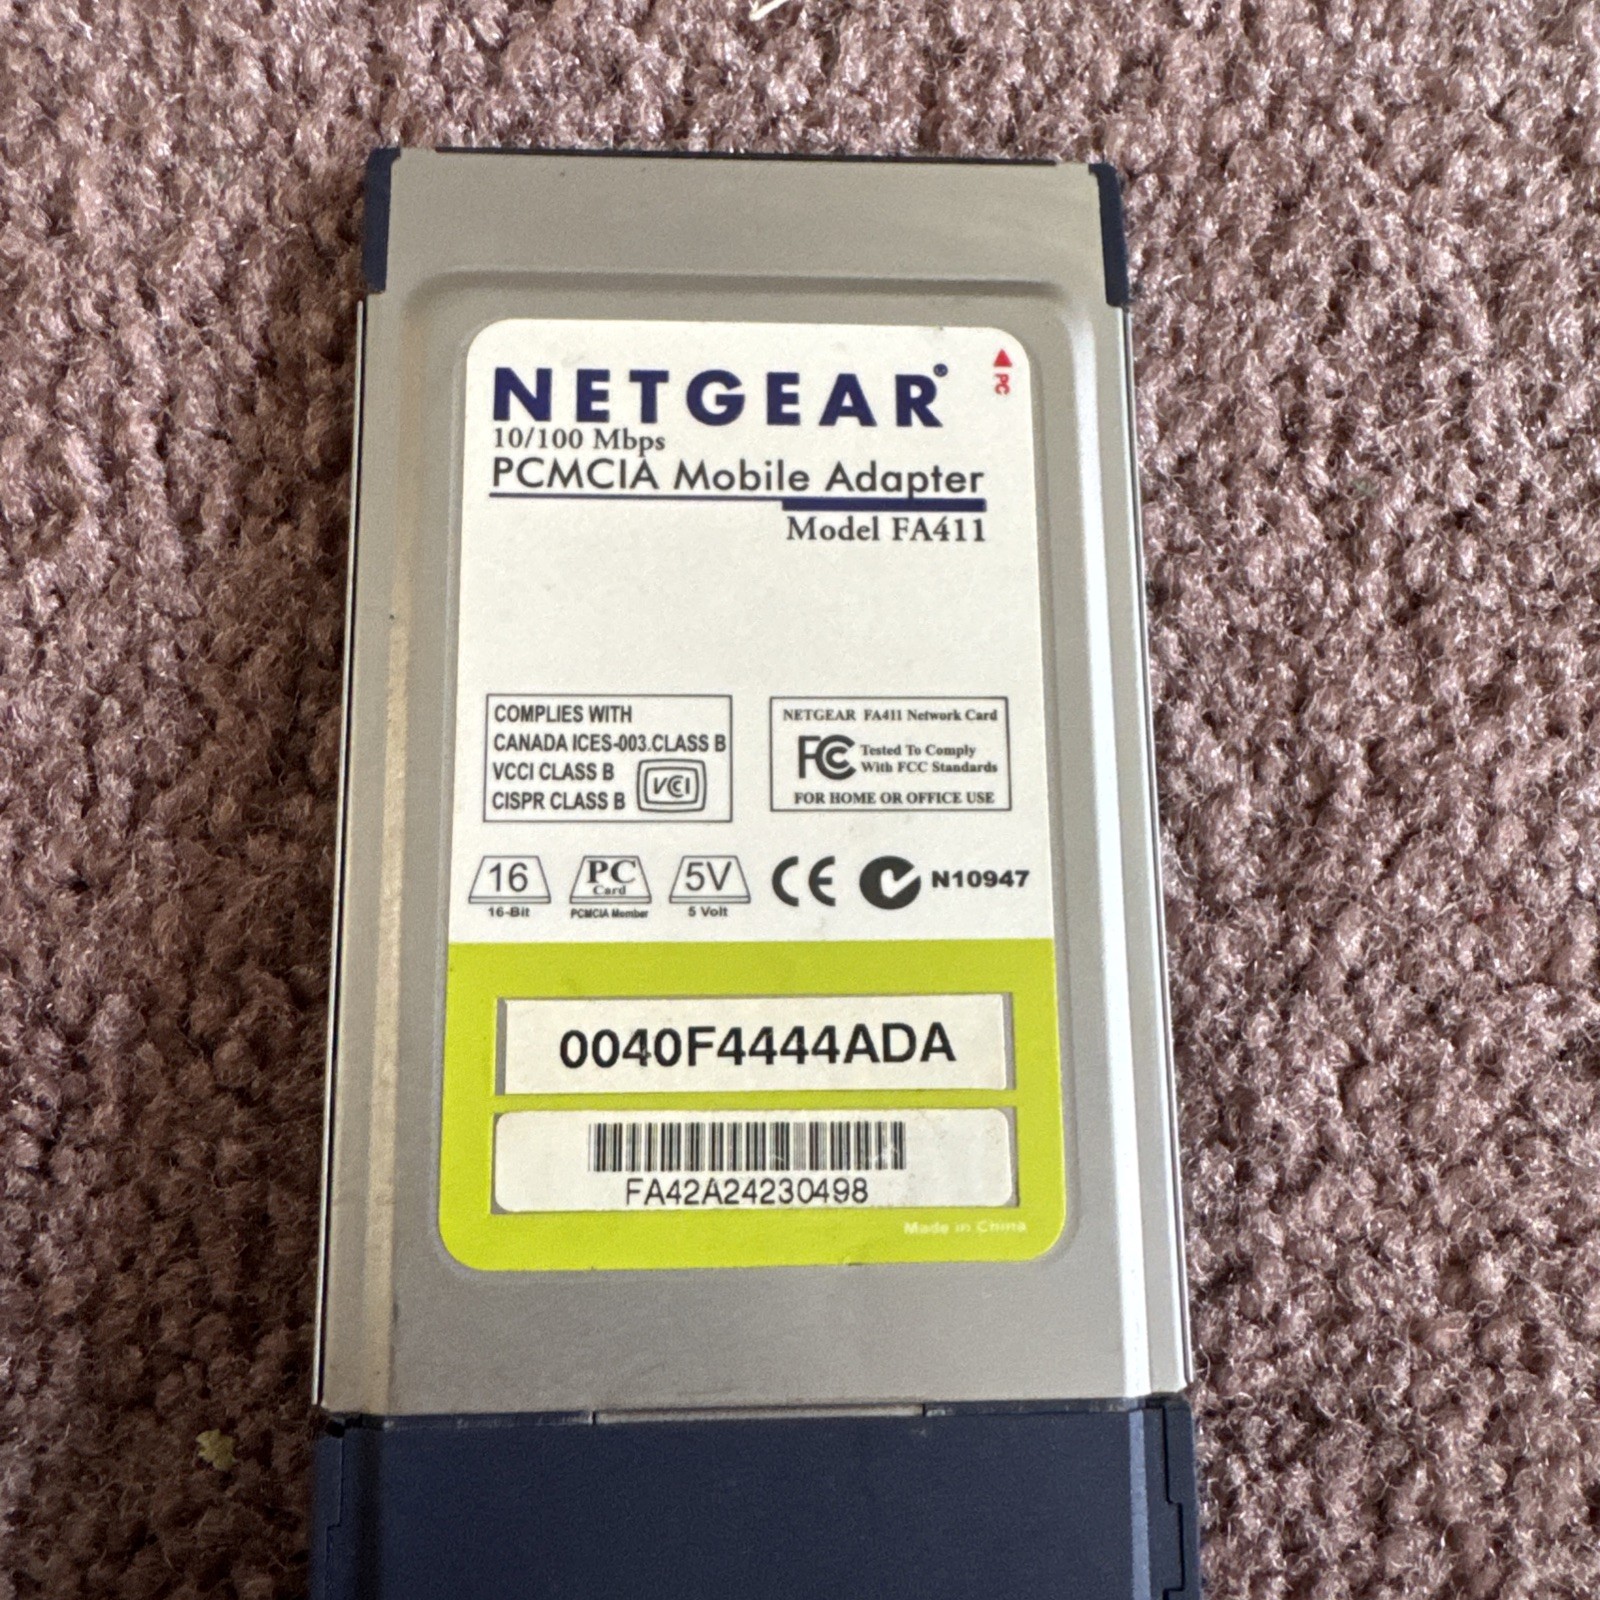 NETGEAR®
PC
10/100 Mbps
PCMCIA Mobile Adapter
Model FA411
COMPLIES WITH
CANADA ICES-003.CLASS B
VCCI CLASS B
CISPR CLASS B
VCCI
NETGEAR FA411 Network Card
FC Tested To Comply
With FCC Standards
FOR HOME OR OFFICE USE
16
16-Bit
PC
Card
PCMCIA Member
5V
5 Volt
CE
N10947
0040F4444ADA
FA42A24230498
Made in China